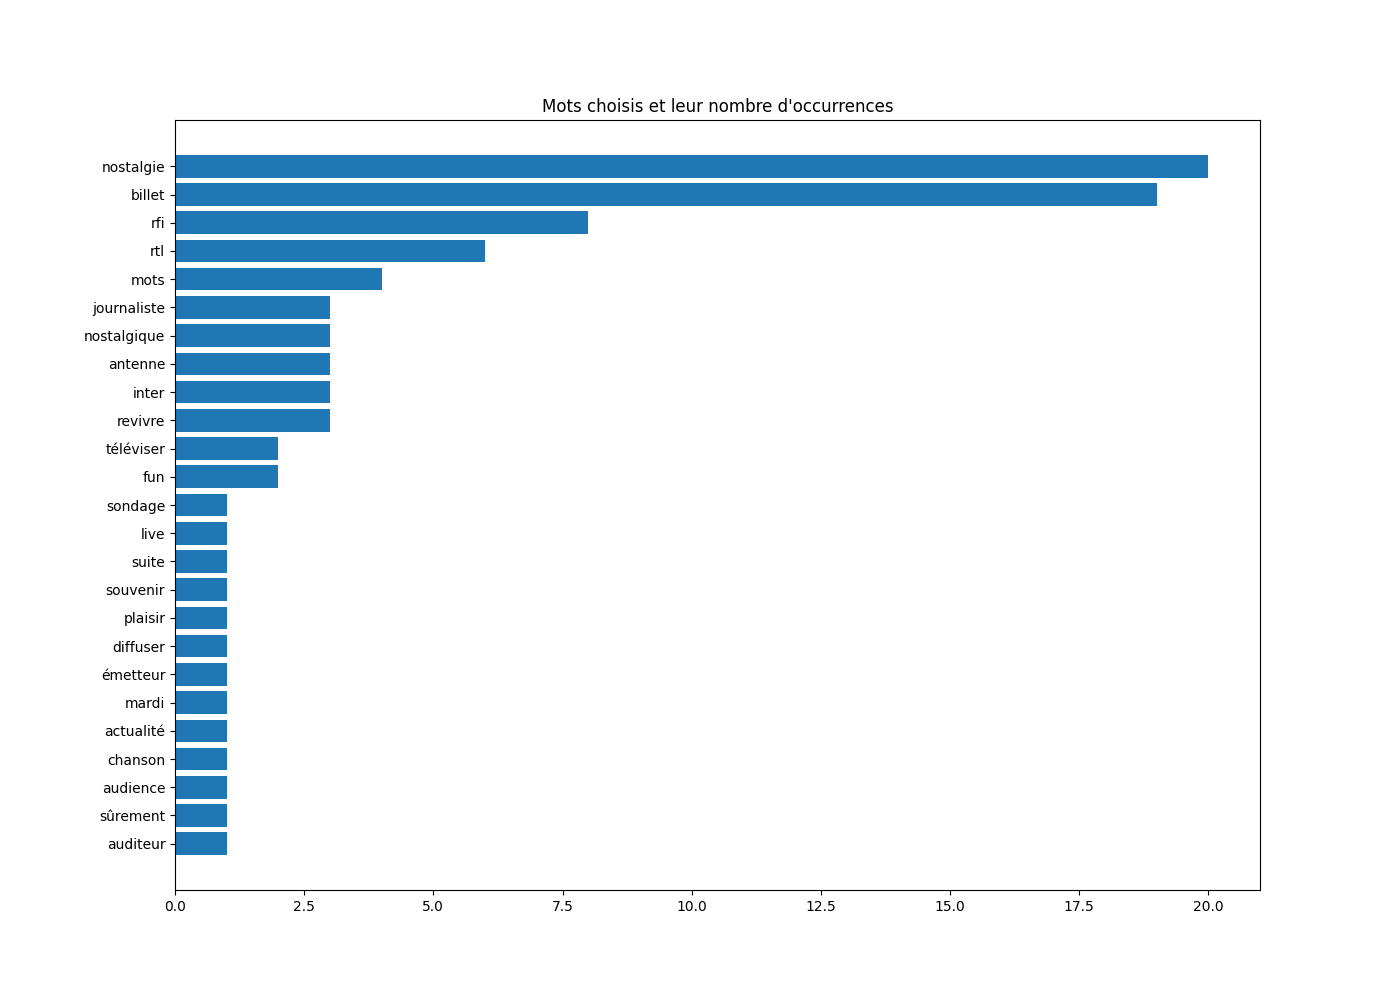 Mots choisis et leur nombre d'occurrences
nostalgie
billet
rfi
rtl
mots
journaliste
nostalgique
antenne
inter
revivre
téléviser
fun
sondage
live
suite
souvenir
plaisir
diffuser
émetteur
mardi
actualité
chanson
audience
sûrement
auditeur
0.0 2.5 5.0 7.5 10.0 12.5 15.0 17.5 20.0